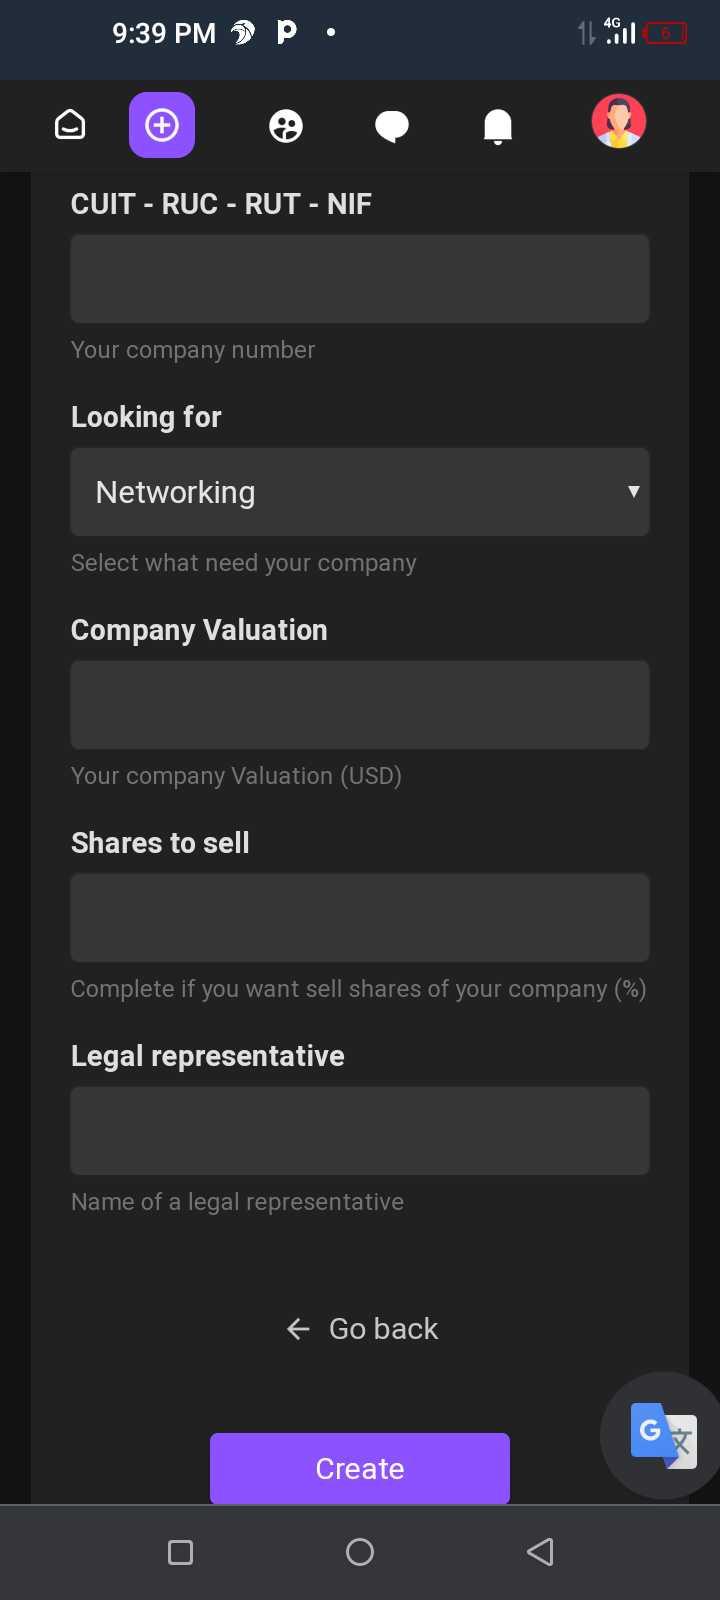 9:39 PM
4G
6
CUIT - RUC - RUT - NIF
Your company number
Looking for
Networking
Select what need your company
Company Valuation
Your company Valuation (USD)
Shares to sell
Complete if you want sell shares of your company (%)
Legal representative
Name of a legal representative
Go back
G 文
Create